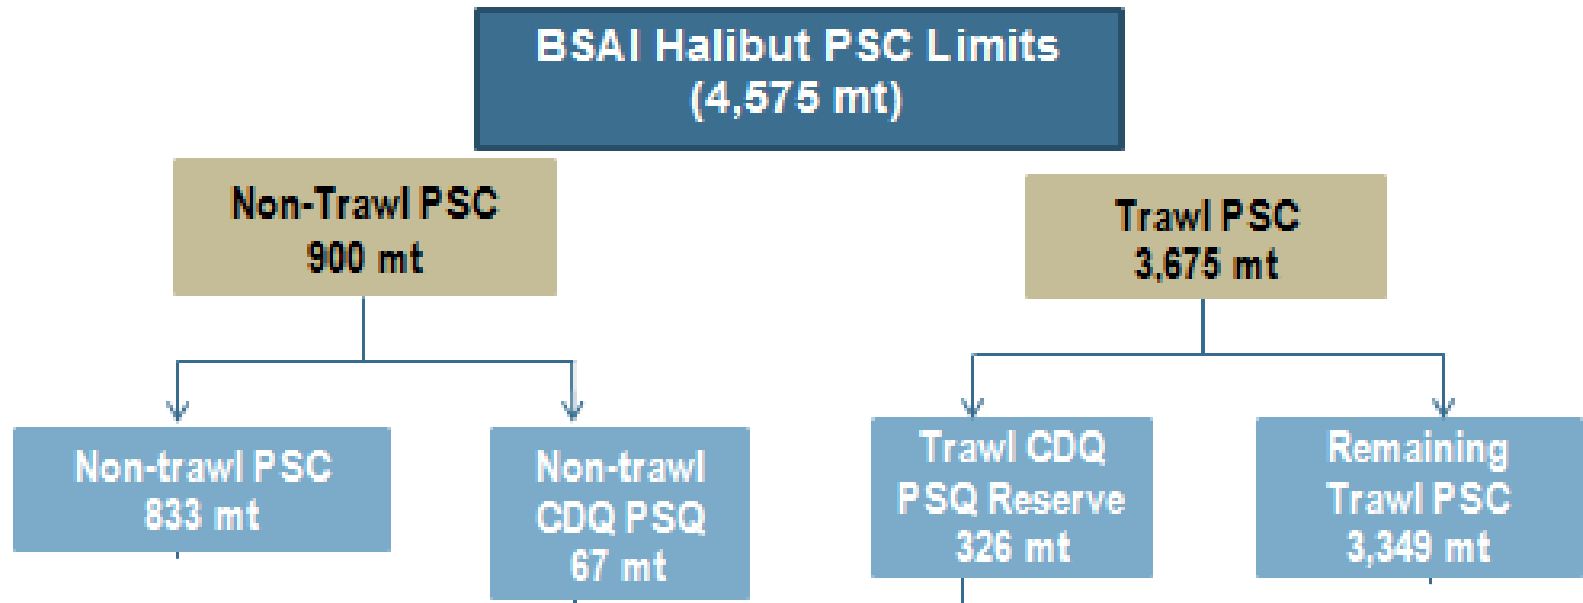 BSAI Halibut PSC Limits
(4,575 mt)
Non-Trawl PSC
900 mt
Trawl PSC
3,675 mt
Non-trawl PSC
833 mt
Non-trawl
CDQ PSQ
67 mt
Trawl CDQ
PSQ Reserve
326 mt
Remaining
Trawl PSC
3,349 mt